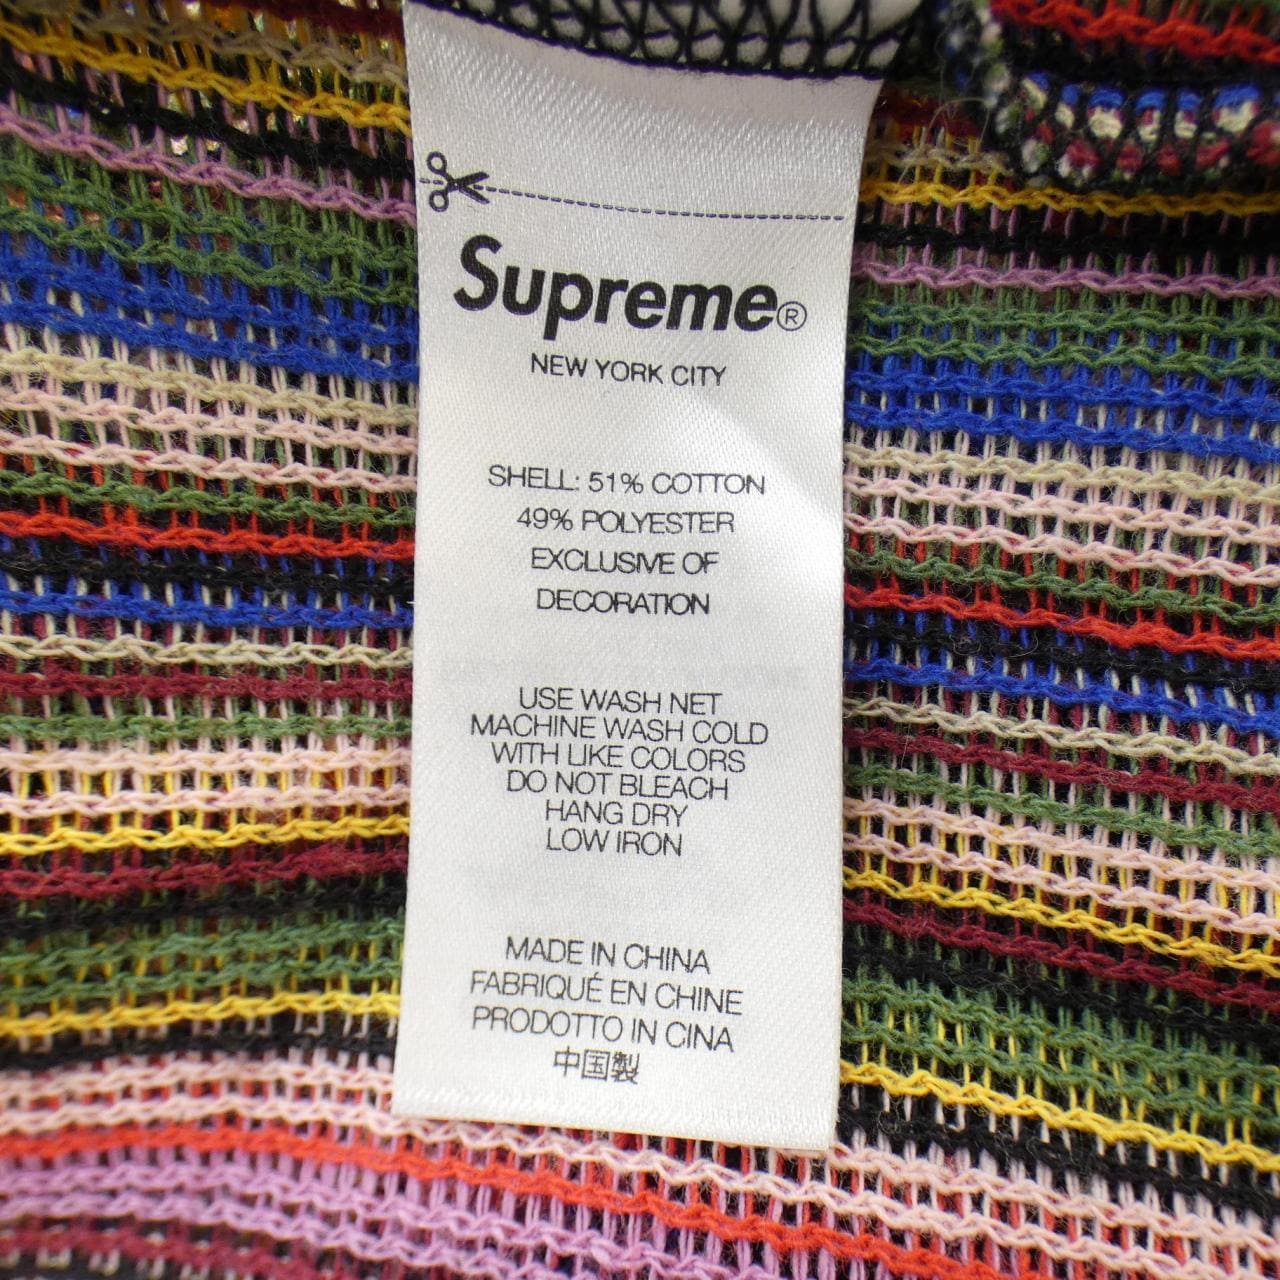 Supreme®
NEW YORK CITY
SHELL: 51% COTTON
49% POLYESTER
EXCLUSIVE OF
DECORATION
USE WASH NET
MACHINE WASH COLD
WITH LIKE COLORS
DO NOT BLEACH
HANG DRY
LOW IRON
MADE IN CHINA
FABRIQUÉ EN CHINE
PRODOTTO IN CINA
中国製